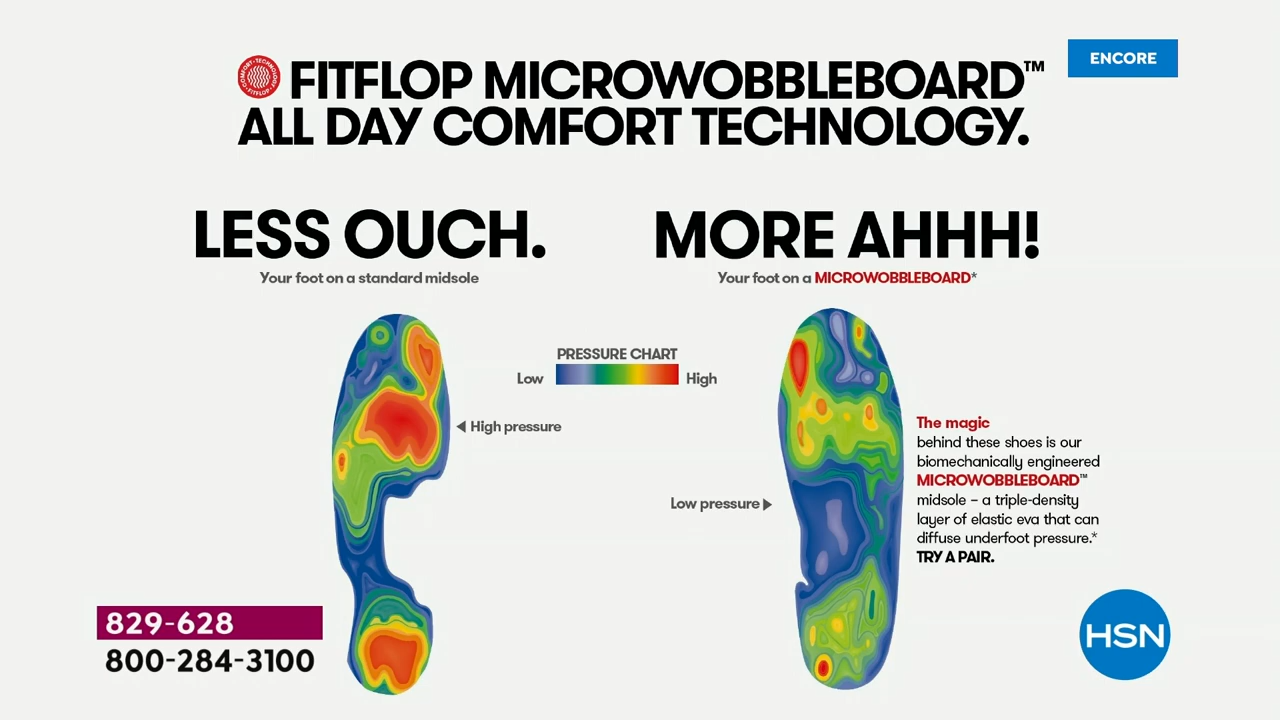 ENCORE
FITFLOP MICROWOBBLEBOARD™
ALL DAY COMFORT TECHNOLOGY.
LESS OUCH.
Your foot on a standard midsole
MORE AHHH!
Your foot on a MICROWOBBLEBOARD*
PRESSURE CHART
Low
High
High pressure
Low pressure
The magic
behind these shoes is our
biomechanically engineered
MICROWOBBLEBOARD™
midsole – a triple-density
layer of elastic eva that can
diffuse underfoot pressure.*
TRY A PAIR.
829-628
800-284-3100
HSN